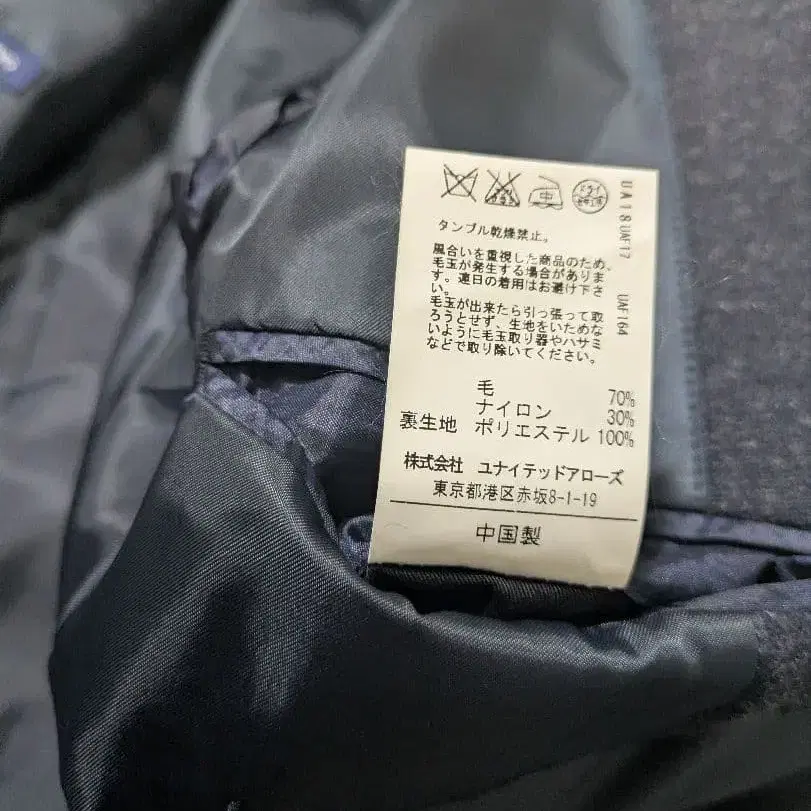 中
ドライ
UA18 UAF17 UAF164
タンブル乾燥禁止。
風合いを重視した商品のため、
毛玉が発生する場合がありま
す。連日の着用はお避け下さ
い。
毛玉が出来たら引っ張って取
ろうとせず、生地をいためな
いように毛玉取り器やハサミ
などで取り除いてください。
毛 70%
ナイロン 30%
裏生地 ポリエステル 100%
株式会社 ユナイテッドアローズ
東京都港区赤坂8-1-19
中国製